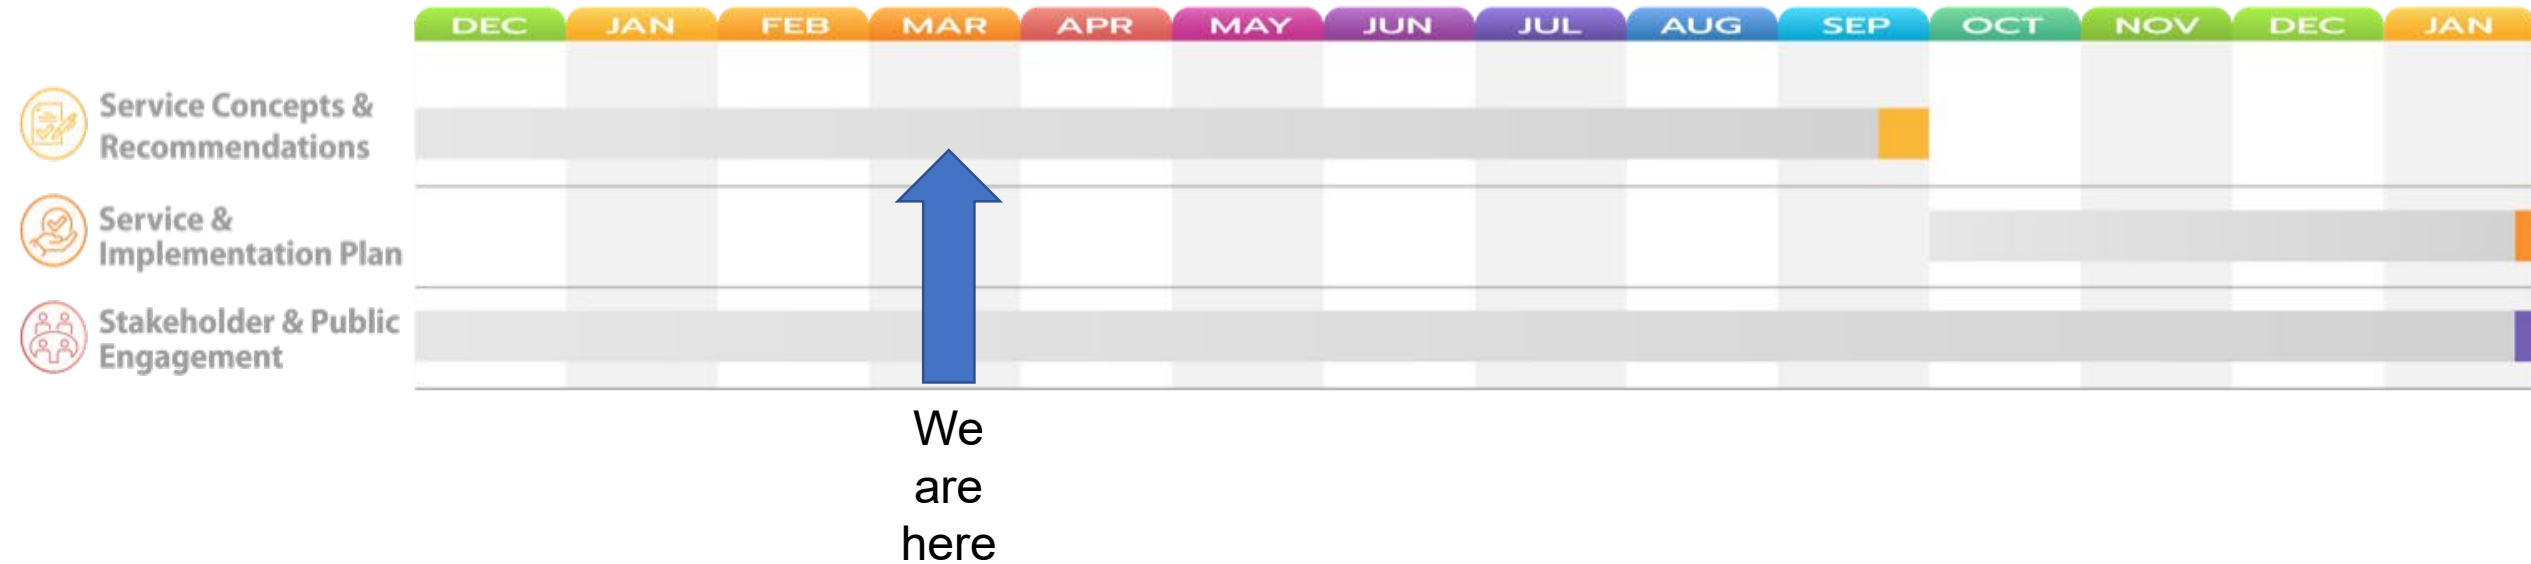 DEC JAN FEB MAR APR MAY JUN JUL AUG SEP OCT NOV DEC JAN
Service Concepts &
Recommendations
Service &
Implementation Plan
Stakeholder & Public
Engagement
We
are
here